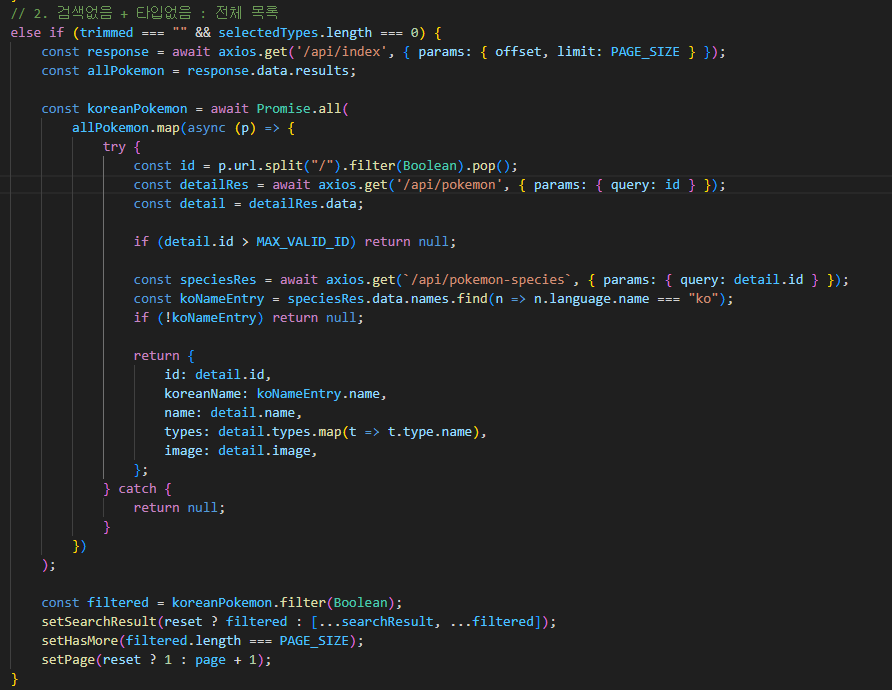 // 2. 검색없음 + 타입없음 : 전체 목록
else if (trimmed === "" && selectedTypes.length === 0) {
    const response = await axios.get('/api/index', { params: { offset, limit: PAGE_SIZE } });
    const allPokemon = response.data.results;

    const koreanPokemon = await Promise.all(
        allPokemon.map(async (p) => {
            try {
                const id = p.url.split("/").filter(Boolean).pop();
                const detailRes = await axios.get('/api/pokemon', { params: { query: id } });
                const detail = detailRes.data;

                if (detail.id > MAX_VALID_ID) return null;

                const speciesRes = await axios.get(`/api/pokemon-species`, { params: { query: detail.id } });
                const koNameEntry = speciesRes.data.names.find(n => n.language.name === "ko");
                if (!koNameEntry) return null;

                return {
                    id: detail.id,
                    koreanName: koNameEntry.name,
                    name: detail.name,
                    types: detail.types.map(t => t.type.name),
                    image: detail.image,
                };
            } catch {
                return null;
            }
        })
    );

    const filtered = koreanPokemon.filter(Boolean);
    setSearchResult(reset ? filtered : [...searchResult, ...filtered]);
    setHasMore(filtered.length === PAGE_SIZE);
    setPage(reset ? 1 : page + 1);
}